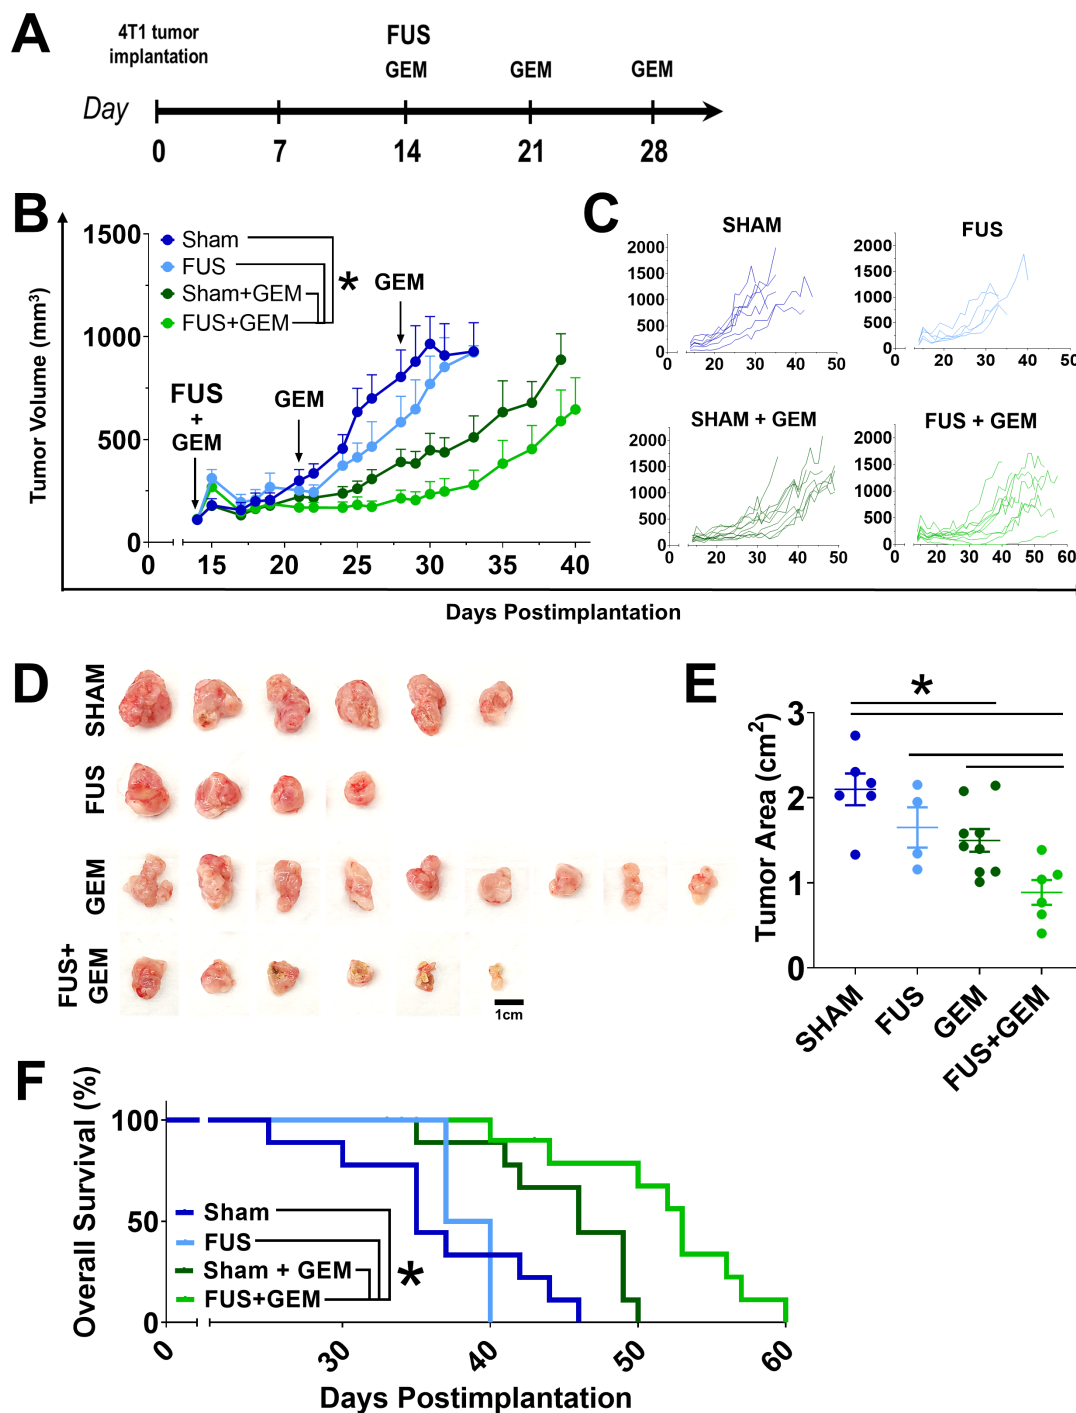 A
4T1 tumor
implantation
FUS
GEM
GEM
GEM
Day
0
7
14
21
28
B
Tumor Volume (mm³)
1500
1000
500
0
Sham
FUS
Sham+GEM
FUS+GEM
*
FUS
+
GEM
GEM
GEM
0
15
20
25
30
35
40
C
SHAM
2000
1500
1000
500
0
0
10
20
30
40
50
FUS
2000
1500
1000
500
0
0
10
20
30
40
50
SHAM + GEM
2000
1500
1000
500
0
0
10
20
30
40
50
FUS + GEM
2000
1500
1000
500
0
0
10
20
30
40
50
60
Days Postimplantation
D
SHAM
FUS
GEM
FUS+
GEM
1cm
E
Tumor Area (cm²)
3
2
1
0
*
SHAM
FUS
GEM
FUS+GEM
F
Overall Survival (%)
100
50
0
Sham
FUS
Sham + GEM
FUS+GEM
*
0
30
40
50
60
Days Postimplantation